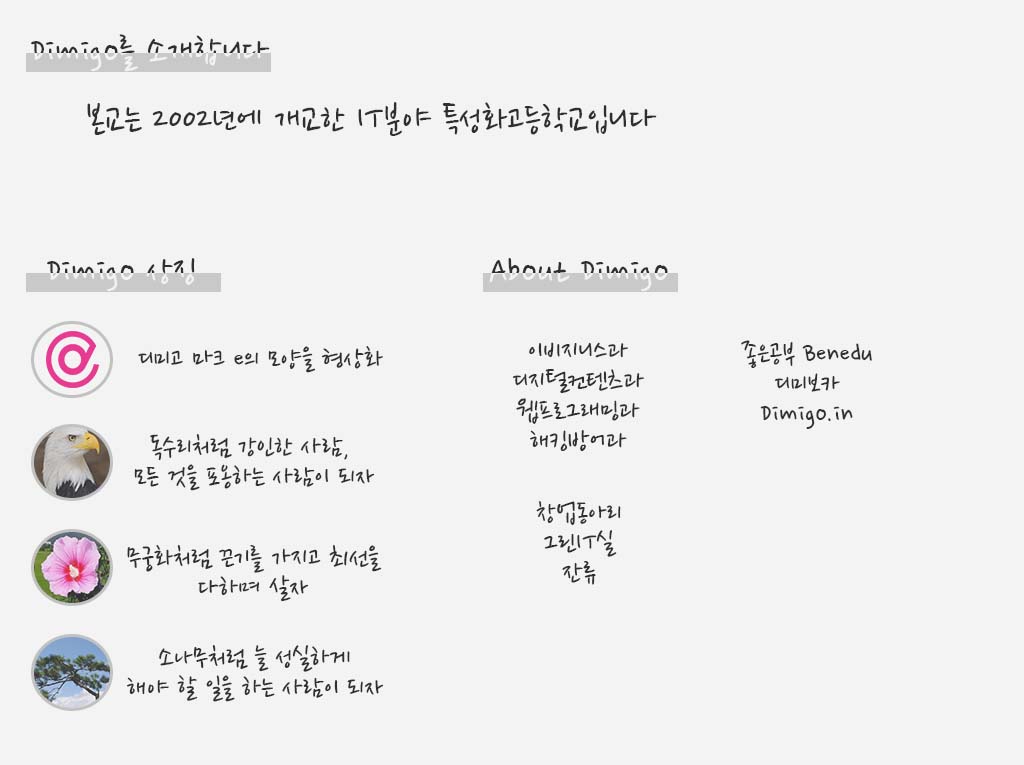 Dimigo를 소개합니다
본교는 2002년에 개교한 IT분야 특성화고등학교입니다
Dimigo 상징
디미고 마크 e의 모양을 형상화
독수리처럼 강인한 사람,
모든 것을 포용하는 사람이 되자
무궁화처럼 끈기를 가지고 최선을
다하며 살자
소나무처럼 늘 성실하게
해야 할 일을 하는 사람이 되자
About Dimigo
이비지니스과
디지털컨텐츠과
웹프로그래밍과
해킹방어과
창업동아리
그린IT실
잔류
좋은공부 Benedu
디미보카
Dimigo.in